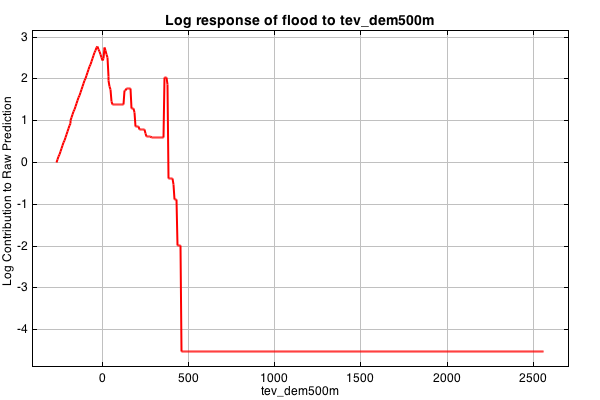 Log response of flood to tev_dem500m
Log Contribution to Raw Prediction
3
2
1
0
-1
-2
-3
-4
0 500 1000 1500 2000 2500
tev_dem500m